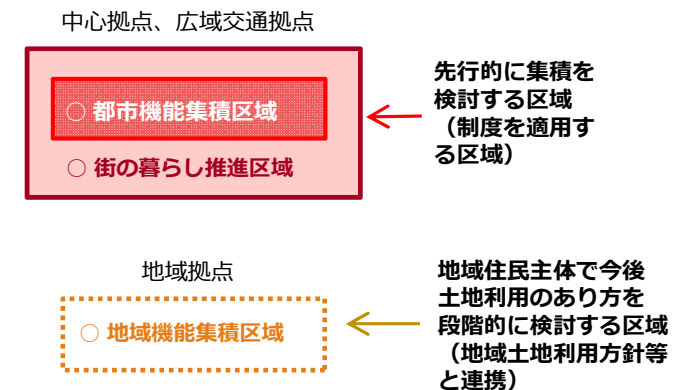 中心拠点、広域交通拠点
○ 都市機能集積区域
○ 街の暮らし推進区域
先行的に集積を
検討する区域
（制度を適用す
る区域）
地域拠点
○ 地域機能集積区域
地域住民主体で今後
土地利用のあり方を
段階的に検討する区域
（地域土地利用方針等
と連携）